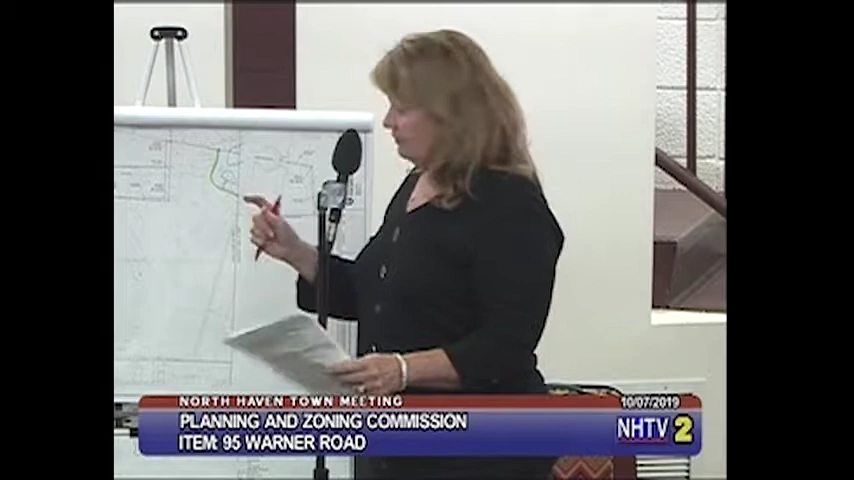 NORTH HAVEN TOWN MEETING
10/07/2019
PLANNING AND ZONING COMMISSION
ITEM: 95 WARNER ROAD
NHTV 2